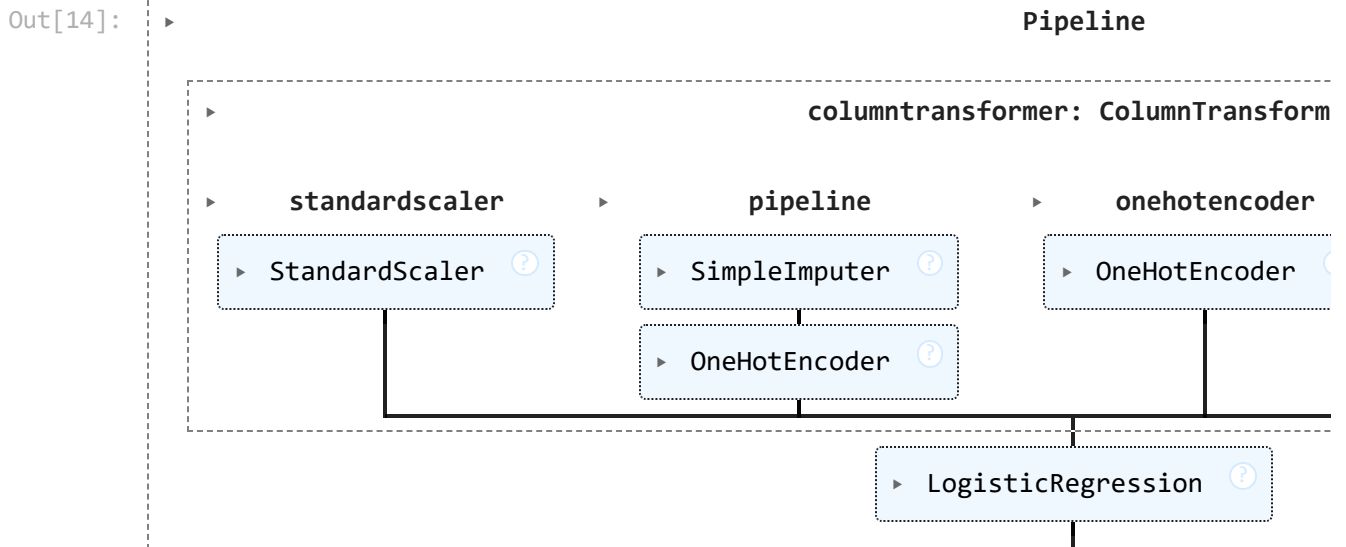 Out[14]: Pipeline
columntransformer: ColumnTransform
standardscaler pipeline onehotencoder
StandardScaler ? SimpleImputer ? OneHotEncoder
OneHotEncoder ?
LogisticRegression ?